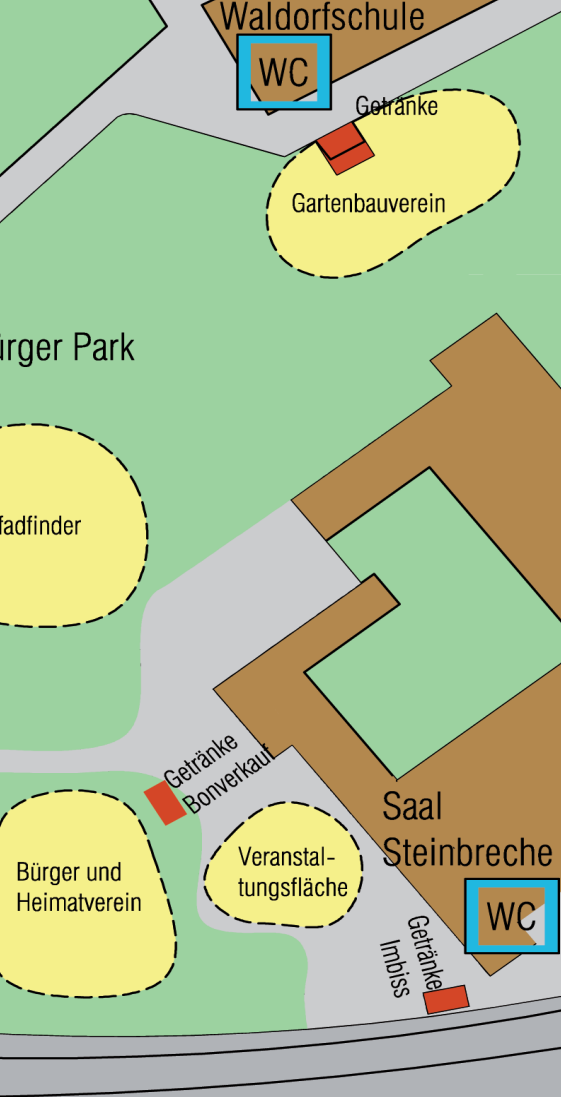 Waldorfschule
WC
Getränke
Gartenbauverein
ürger Park
fadfinder
Getränke
Bonverkauf
Saal
Steinbreche
Veranstal-
tungsfläche
Bürger und
Heimatverein
WC
Getränke
Imbiss